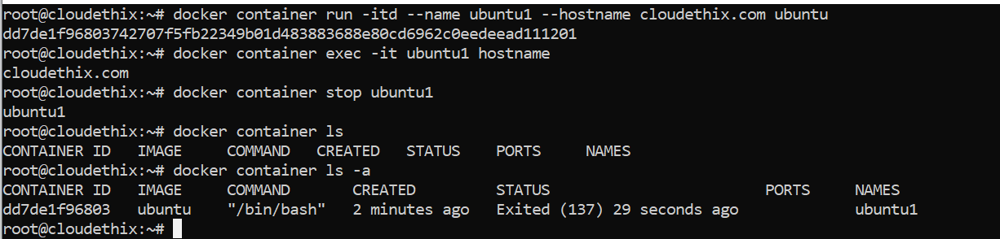 root@cloudethix:~# docker container run -itd --name ubuntu1 --hostname cloudethix.com ubuntu
dd7de1f96803742707f5fb22349b01d483883688e80cd6962c0eedeead111201
root@cloudethix:~# docker container exec -it ubuntu1 hostname
cloudethix.com
root@cloudethix:~# docker container stop ubuntu1
ubuntu1
root@cloudethix:~# docker container ls
CONTAINER ID   IMAGE     COMMAND   CREATED   STATUS    PORTS     NAMES
root@cloudethix:~# docker container ls -a
CONTAINER ID   IMAGE     COMMAND       CREATED         STATUS                       PORTS     NAMES
dd7de1f96803   ubuntu    "/bin/bash"   2 minutes ago   Exited (137) 29 seconds ago             ubuntu1
root@cloudethix:~#